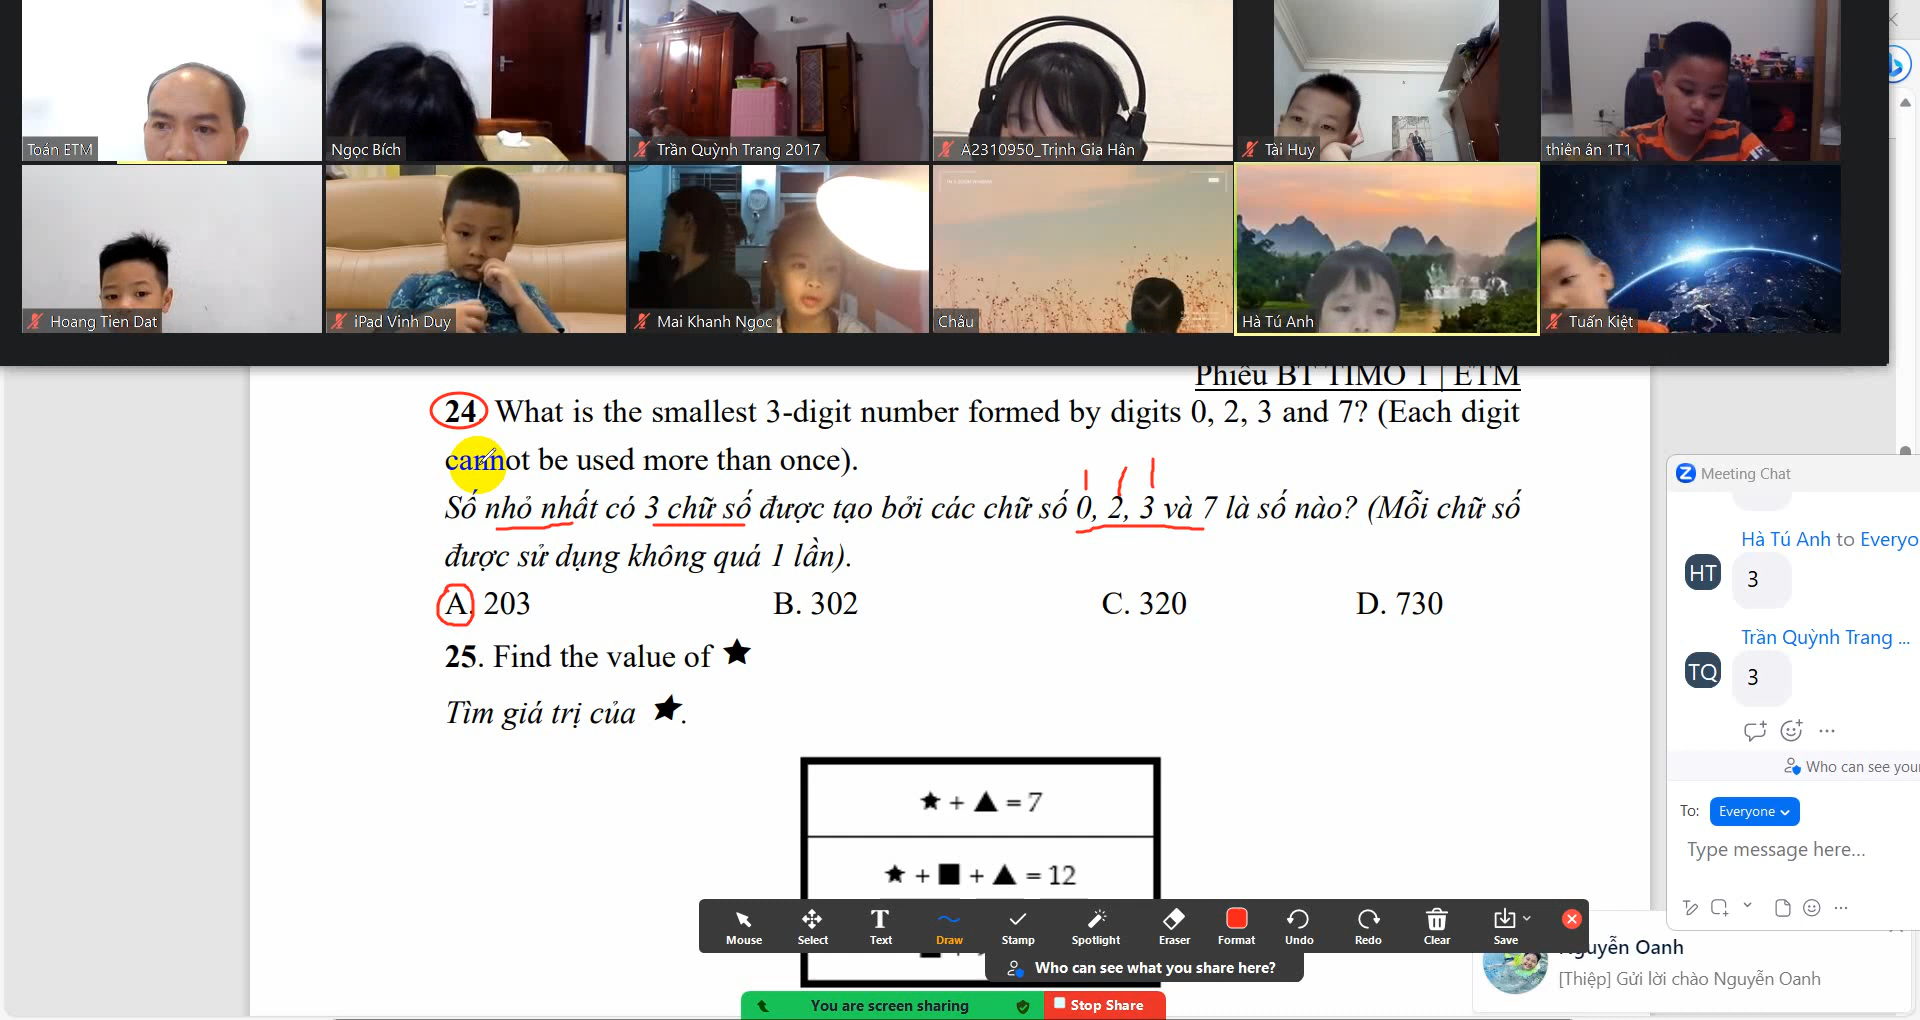 Toán ETM
Ngọc Bích
Trần Quỳnh Trang 2017
A2310950_Trịnh Gia Hân
Tài Huy
thiên ân 1T1
Hoang Tien Dat
iPad Vinh Duy
Mai Khanh Ngoc
Châu
Hà Tú Anh
Tuấn Kiệt
Phiếu BT TIMO 1 | ETM
24. What is the smallest 3-digit number formed by digits 0, 2, 3 and 7? (Each digit
cannot be used more than once).
Số nhỏ nhất có 3 chữ số được tạo bởi các chữ số 0, 2, 3 và 7 là số nào? (Mỗi chữ số
được sử dụng không quá 1 lần).
A. 203 B. 302 C. 320 D. 730
25. Find the value of ★
Tìm giá trị của ★.
★ + ▲ = 7
★ + ■ + ▲ = 12
Mouse Select Text Draw Stamp Spotlight Eraser Format Undo Redo Clear Save
Who can see what you share here?
You are screen sharing
Stop Share
Meeting Chat
Hà Tú Anh to Everyo
HT
3
Trần Quỳnh Trang ...
TQ
3
Who can see your
To: Everyone
Type message here...
Nguyễn Oanh
[Thiệp] Gửi lời chào Nguyễn Oanh